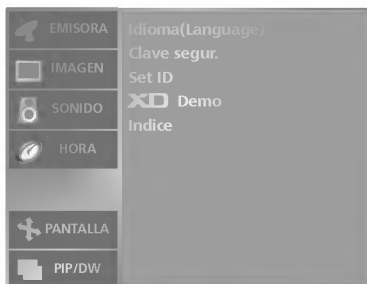 EMISORA
IMAGEN
SONIDO
HORA
PANTALLA
PIP/DW
Idioma(Language)
Clave segur.
Set ID
XD Demo
Indice